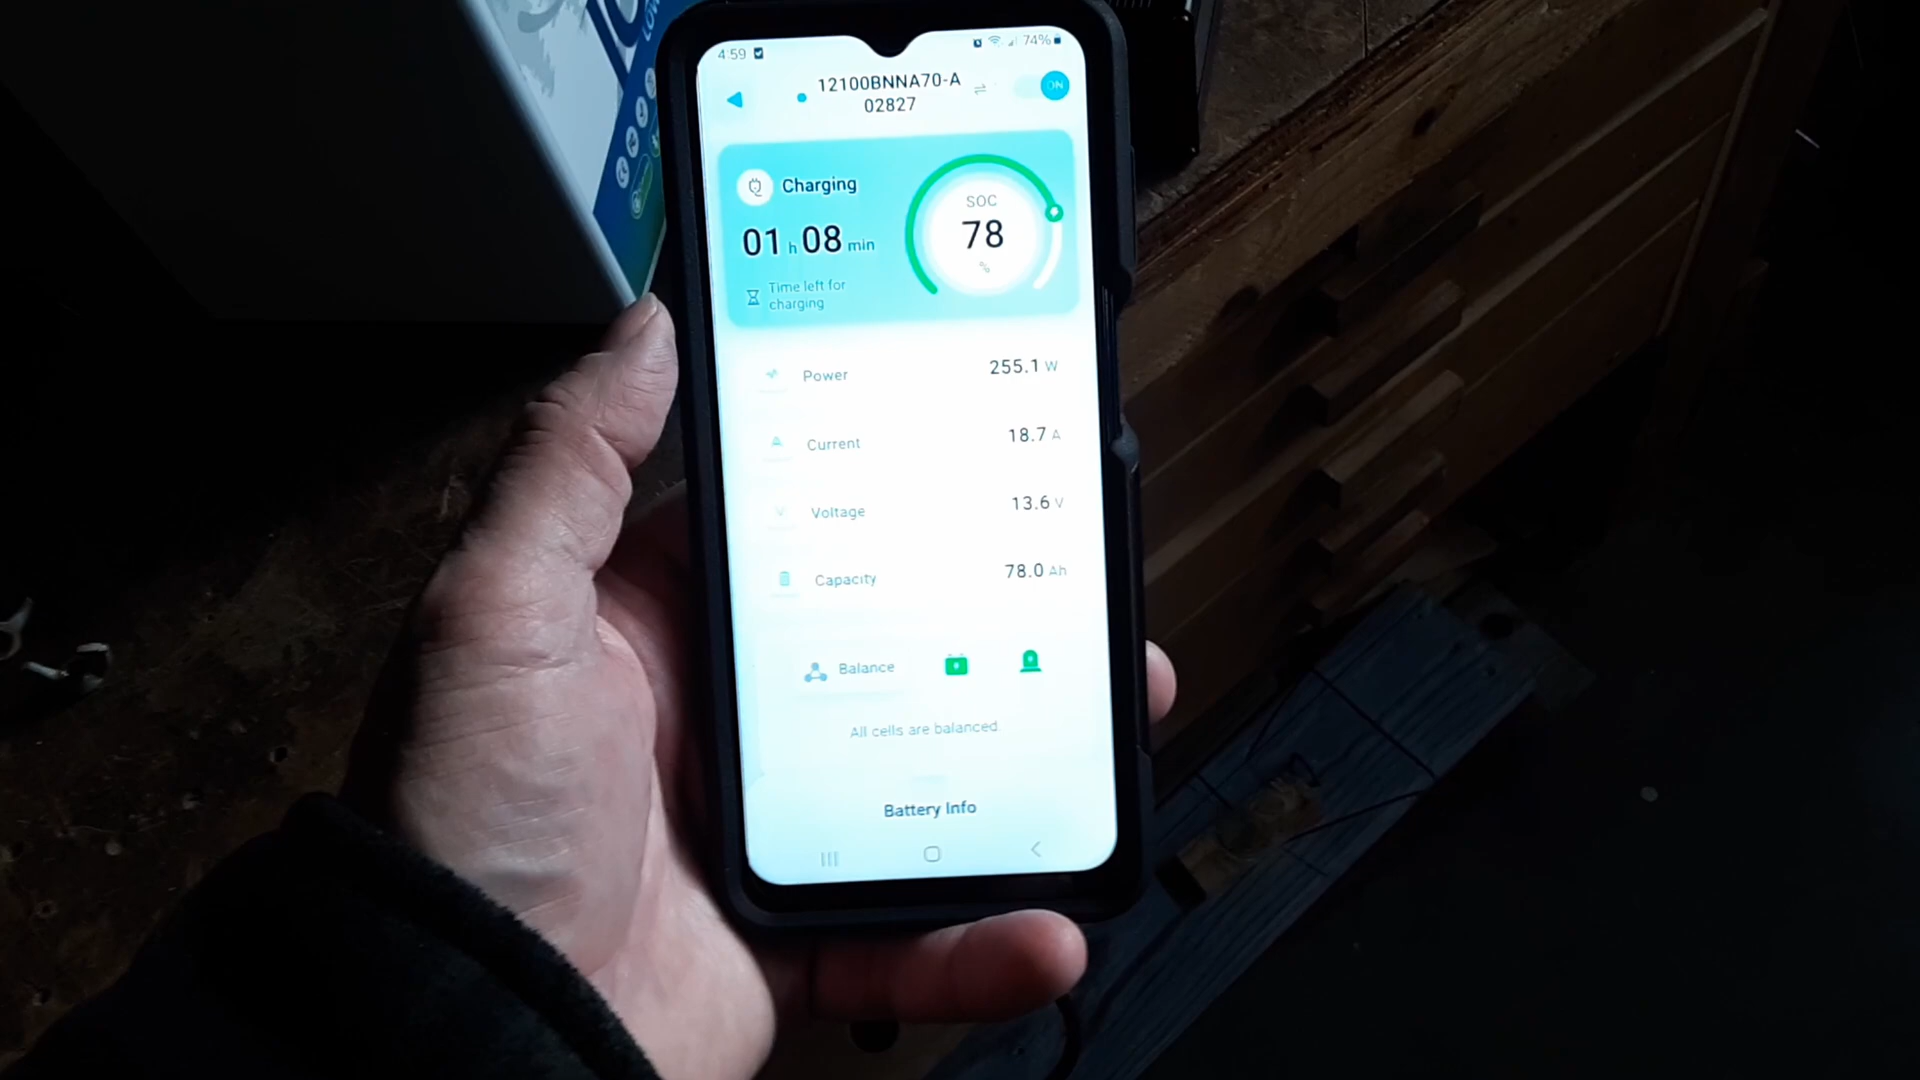 4:59
74%
12100BNNA70-A
02827
ON
Charging
01 h 08 min
Time left for
charging
SOC
78
%
Power 255.1 W
Current 18.7 A
Voltage 13.6 V
Capacity 78.0 Ah
Balance
All cells are balanced
Battery Info